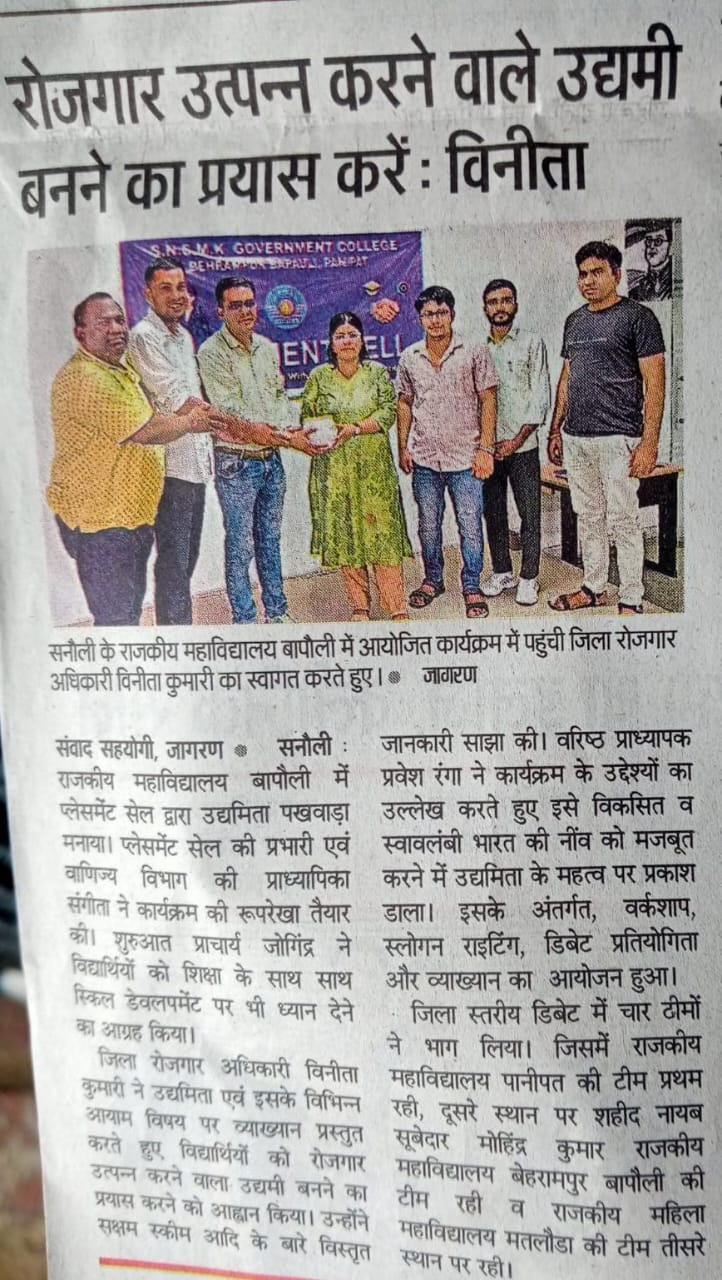 रोजगार उत्पन्न करने वाले उद्यमी
बनने का प्रयास करें : विनीता
S.N.S.M.K GOVERNMENT COLLEGE
BEHRAMPUR BAPAULI, PANIPAT
MENT
ELL
सनौली के राजकीय महाविद्यालय बापौली में आयोजित कार्यक्रम में पहुंची जिला रोजगार
अधिकारी विनीता कुमारी का स्वागत करते हुए। ● जागरण
संवाद सहयोगी, जागरण ● सनौली :
राजकीय महाविद्यालय बापौली में
प्लेसमेंट सेल द्वारा उद्यमिता पखवाड़ा
मनाया। प्लेसमेंट सेल की प्रभारी एवं
वाणिज्य विभाग की प्राध्यापिका
संगीता ने कार्यक्रम की रूपरेखा तैयार
की। शुरुआत प्राचार्य जोगिंद्र ने
विद्यार्थियों को शिक्षा के साथ साथ
स्किल डेवलपमेंट पर भी ध्यान देने
का आग्रह किया।
जिला रोजगार अधिकारी विनीता
कुमारी ने उद्यमिता एवं इसके विभिन्न
आयाम विषय पर व्याख्यान प्रस्तुत
करते हुए विद्यार्थियों को रोजगार
उत्पन्न करने वाला उद्यमी बनने का
प्रयास करने को आह्वान किया। उन्होंने
सक्षम स्कीम आदि के बारे विस्तृत
जानकारी साझा की। वरिष्ठ प्राध्यापक
प्रवेश रंगा ने कार्यक्रम के उद्देश्यों का
उल्लेख करते हुए इसे विकसित व
स्वावलंबी भारत की नींव को मजबूत
करने में उद्यमिता के महत्व पर प्रकाश
डाला। इसके अंतर्गत, वर्कशाप,
स्लोगन राइटिंग, डिबेट प्रतियोगिता
और व्याख्यान का आयोजन हुआ।
जिला स्तरीय डिबेट में चार टीमों
ने भाग लिया। जिसमें राजकीय
महाविद्यालय पानीपत की टीम प्रथम
रही, दूसरे स्थान पर शहीद नायब
सूबेदार मोहिंद्र कुमार राजकीय
महाविद्यालय बेहरामपुर बापौली की
टीम रही व राजकीय महिला
महाविद्यालय मतलौडा की टीम तीसरे
स्थान पर रही।